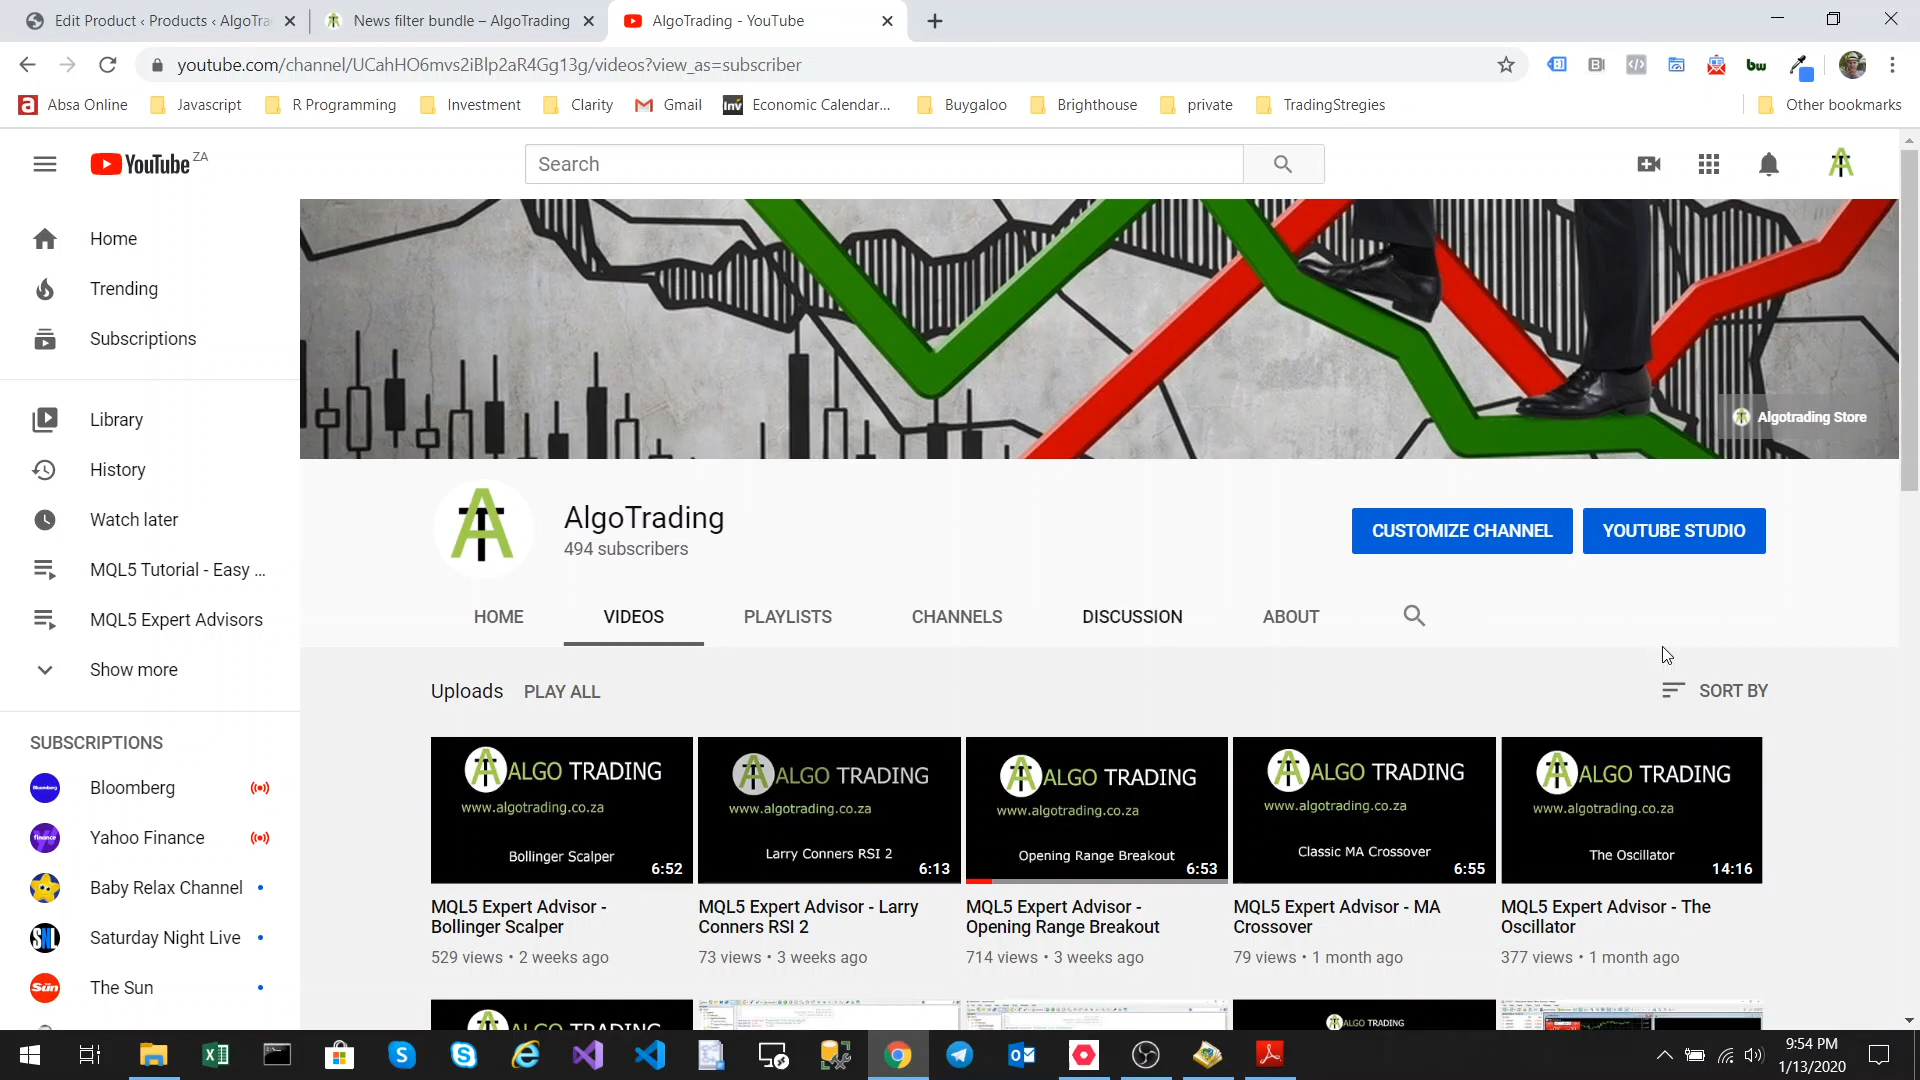 Edit Product ‹ Products ‹ AlgoTra
News filter bundle – AlgoTrading
AlgoTrading - YouTube
youtube.com/channel/UCahHO6mvs2iBlp2aR4Gg13g/videos?view_as=subscriber
Absa Online
Javascript
R Programming
Investment
Clarity
Gmail
Inv
Economic Calendar...
Buygaloo
Brighthouse
private
TradingStregies
Other bookmarks
YouTube ZA
Search
Home
Trending
Subscriptions
Library
History
Watch later
MQL5 Tutorial - Easy ...
MQL5 Expert Advisors
Show more
SUBSCRIPTIONS
Bloomberg
Yahoo Finance
Baby Relax Channel
Saturday Night Live
The Sun
Algotrading Store
AlgoTrading
494 subscribers
CUSTOMIZE CHANNEL
YOUTUBE STUDIO
HOME
VIDEOS
PLAYLISTS
CHANNELS
DISCUSSION
ABOUT
Uploads
PLAY ALL
SORT BY
ALGO TRADING
www.algotrading.co.za
Bollinger Scalper
6:52
MQL5 Expert Advisor -
Bollinger Scalper
529 views • 2 weeks ago
ALGO TRADING
www.algotrading.co.za
Larry Conners RSI 2
6:13
MQL5 Expert Advisor - Larry
Conners RSI 2
73 views • 3 weeks ago
ALGO TRADING
www.algotrading.co.za
Opening Range Breakout
6:53
MQL5 Expert Advisor -
Opening Range Breakout
714 views • 3 weeks ago
ALGO TRADING
www.algotrading.co.za
Classic MA Crossover
6:55
MQL5 Expert Advisor - MA
Crossover
79 views • 1 month ago
ALGO TRADING
www.algotrading.co.za
The Oscillator
14:16
MQL5 Expert Advisor - The
Oscillator
377 views • 1 month ago
ALGO TRADING
ALGO TRADING
9:54 PM
1/13/2020